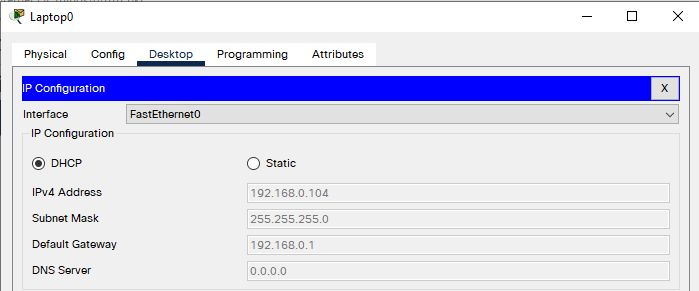 Laptop0
Physical Config Desktop Programming Attributes
IP Configuration X
Interface FastEthernet0
IP Configuration
DHCP Static
IPv4 Address 192.168.0.104
Subnet Mask 255.255.255.0
Default Gateway 192.168.0.1
DNS Server 0.0.0.0